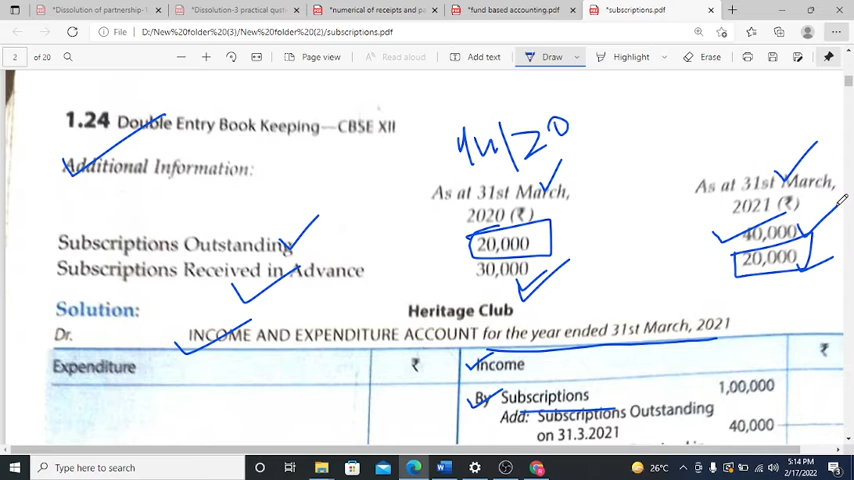 *Dissolution of partnership-
*Dissolution-3 practical quest
*numerical of receipts and pa
*fund based accounting.pdf
*subscriptions.pdf
File
D:/New%20folder%20(3)/New%20folder%20(2)/subscriptions.pdf
2
of 20
Page view
Read aloud
Add text
Draw
Highlight
Erase
1.24 Double Entry Book Keeping—CBSE XII
Additional Information:
As at 31st March,
2020 (₹)
As at 31st March,
2021 (₹)
Subscriptions Outstanding 20,000 40,000
Subscriptions Received in Advance 30,000 20,000
Solution: Heritage Club
Dr. INCOME AND EXPENDITURE ACCOUNT for the year ended 31st March, 2021
Expenditure ₹ Income ₹
By Subscriptions 1,00,000
Add: Subscriptions Outstanding
on 31.3.2021 40,000
Type here to search
26°C
5:14 PM
2/17/2022
3